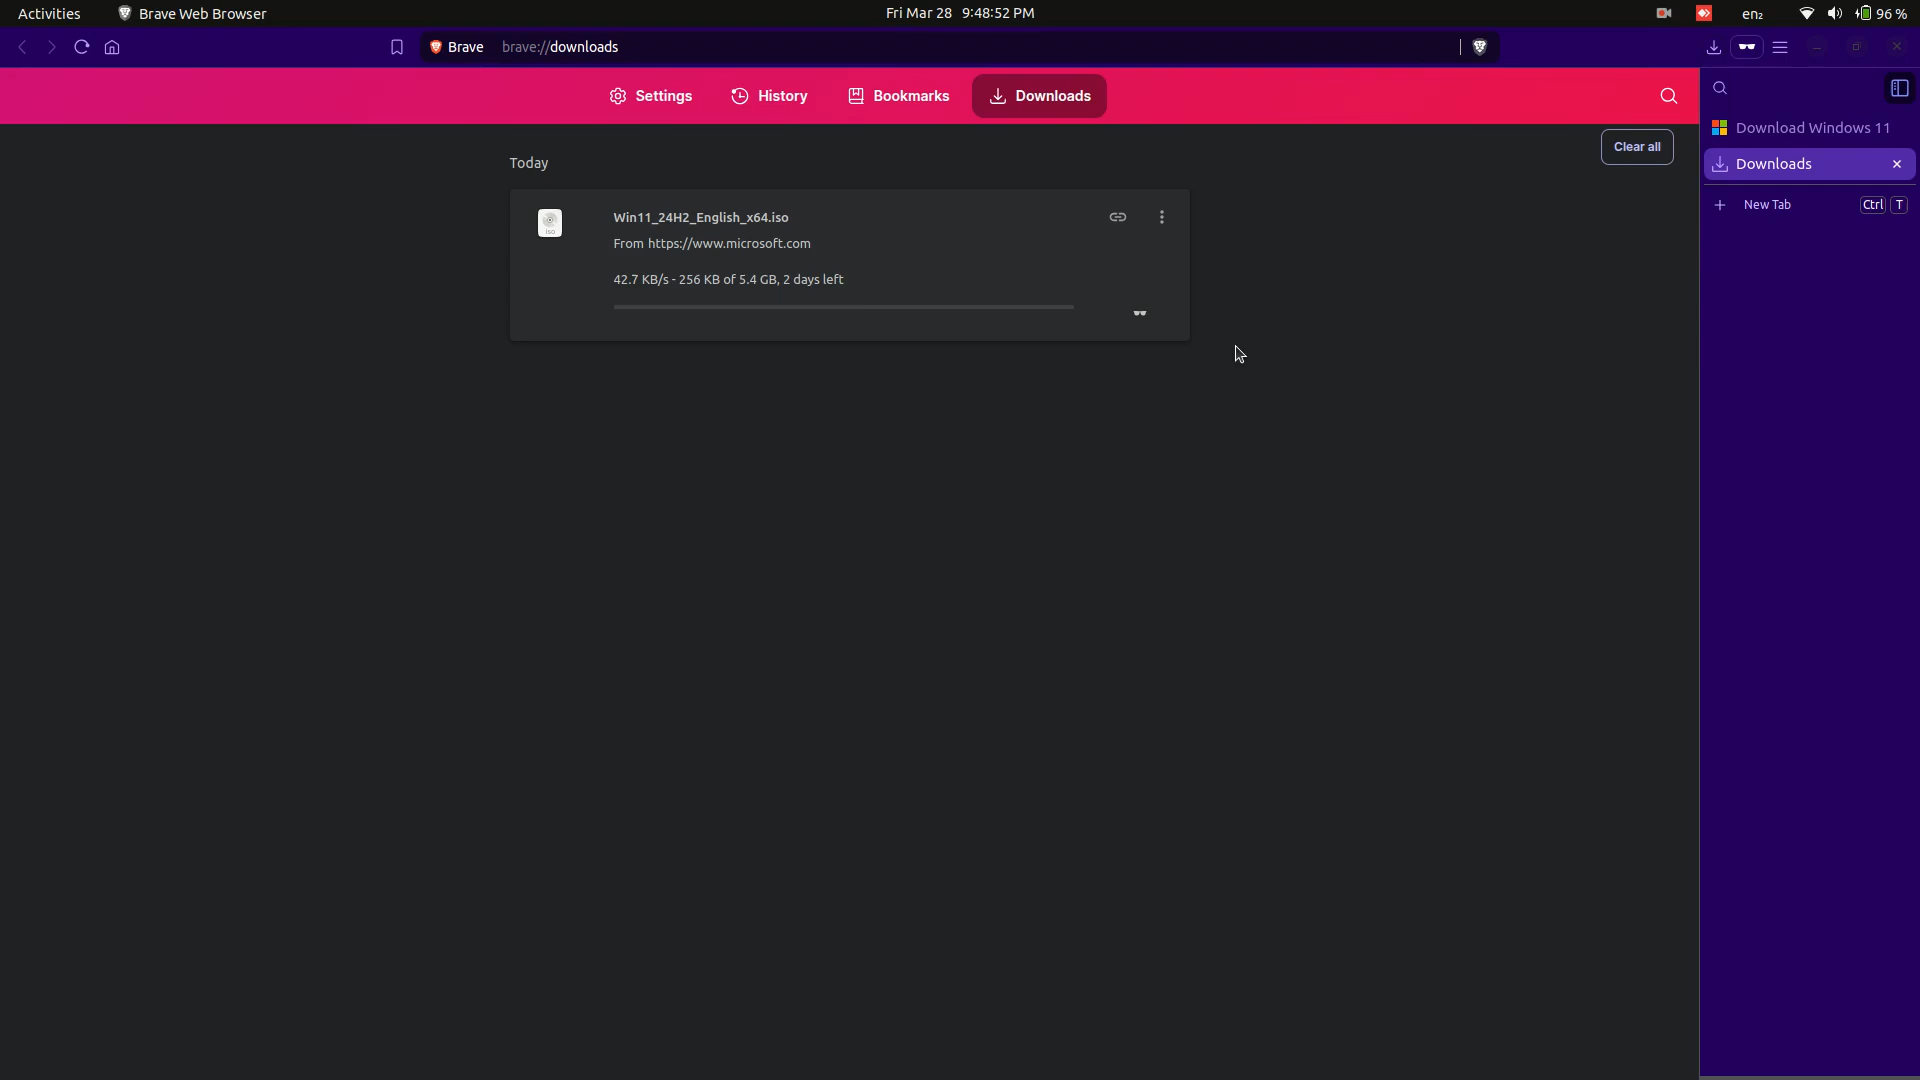 Activities
Brave Web Browser
Fri Mar 28 9:48:52 PM
en₂
96 %
Brave
brave://downloads
Settings
History
Bookmarks
Downloads
Clear all
Today
Win11_24H2_English_x64.iso
From https://www.microsoft.com
42.7 KB/s - 256 KB of 5.4 GB, 2 days left
iso
Download Windows 11
Downloads
New Tab
Ctrl T